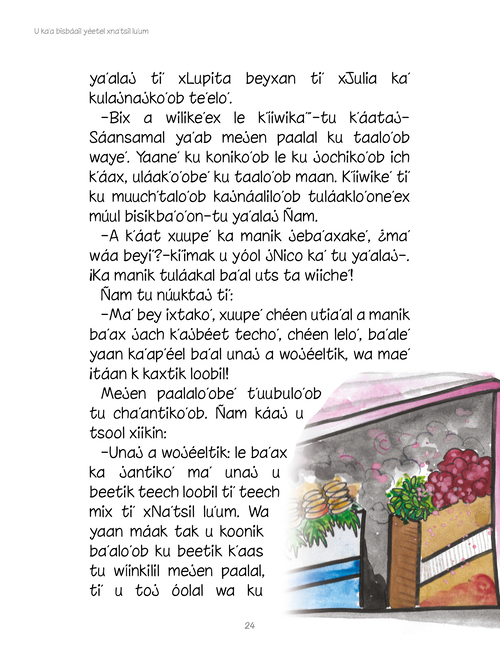 U ka'a bisbáail yéetel xna'tsil lu'um
ya'alaj ti' xLupita beyxan ti' xJulia ka'
kulajnajko'ob te'elo'.
–Bix a wilike'ex le k'iiwika'¨–tu k'áataj–
Sáansamal ya'ab mejen paalal ku taalo'ob
waye'. Yaane' ku koniko'ob le ku jochiko'ob ich
k'áax, uláak'o'obe' ku taalo'ob maan. K'iiwike' ti'
ku muuch'talo'ob kajnáalilo'ob tuláaklo'one'ex
múul bisikba'o'on–tu ya'alaj Ñam.
–A k'áat xuupe' ka manik jeba'axake', ¿ma'
wáa beyi'?–ki'imak u yóol jNico ka' tu ya'alaj–.
¡Ka manik tuláakal ba'al uts ta wiiche'!
Ñam tu núuktaj ti':
–Ma' bey ixtako', xuupe' chéen utia'al a manik
ba'ax jach k'ajbéet techo', chéen lelo', ba'ale'
yaan ka'ap'éel ba'al unaj a wojéeltik, wa mae'
¡táan k kaxtik loobil!
Mejen paalalo'obe' t'uubulo'ob
tu cha'antiko'ob. Ñam káaj u
tsool xiikin:
–Unaj a wojéeltik: le ba'ax
ka jantiko' ma' unaj u
beetik teech loobil ti' teech
mix ti' xNa'tsil lu'um. Wa
yaan máak tak u koonik
ba'alo'ob ku beetik k'aas
tu wiinkilil mejen paalal,
ti' u toj óolal wa ku
24